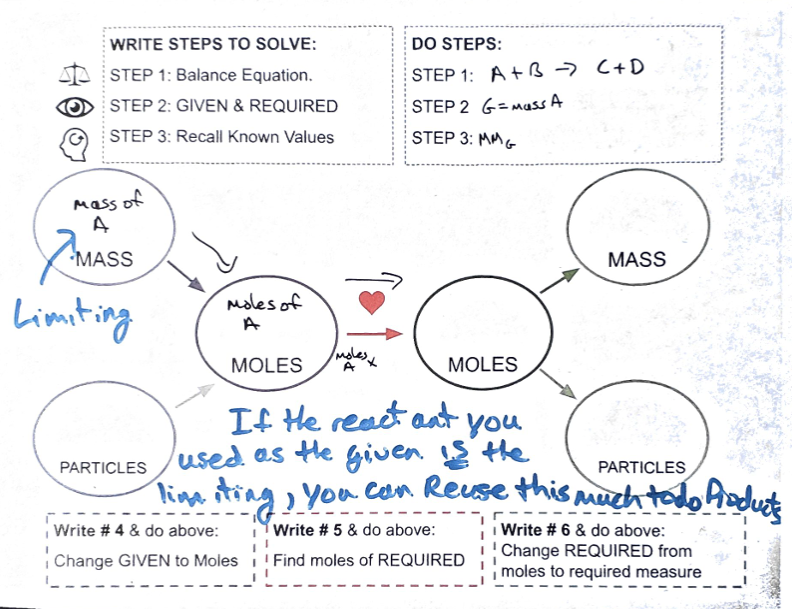 WRITE STEPS TO SOLVE:
STEP 1: Balance Equation.
STEP 2: GIVEN & REQUIRED
STEP 3: Recall Known Values
DO STEPS:
STEP 1: A + B → C + D
STEP 2 G = mass A
STEP 3: MM_G
mass of
A
MASS
Limiting
Moles of
A
MOLES
moles
A x
MOLES
MASS
PARTICLES
PARTICLES
If the reactant you
used as the given is the
limiting, you can Reuse this much to do Products
Write # 4 & do above:
Change GIVEN to Moles
Write # 5 & do above:
Find moles of REQUIRED
Write # 6 & do above:
Change REQUIRED from
moles to required measure